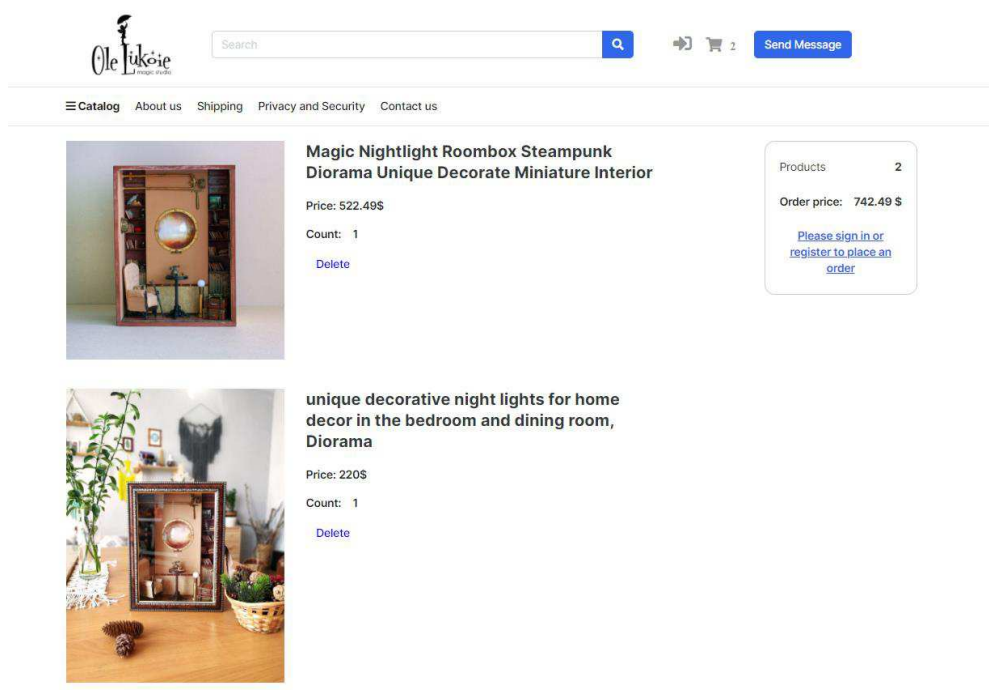 Ole Lukoie
magic studio
Search
2
Send Message
Catalog About us Shipping Privacy and Security Contact us
Magic Nightlight Roombox Steampunk
Diorama Unique Decorate Miniature Interior
Price: 522.49$
Count: 1
Delete
Products 2
Order price: 742.49 $
Please sign in or
register to place an
order
unique decorative night lights for home
decor in the bedroom and dining room,
Diorama
Price: 220$
Count: 1
Delete